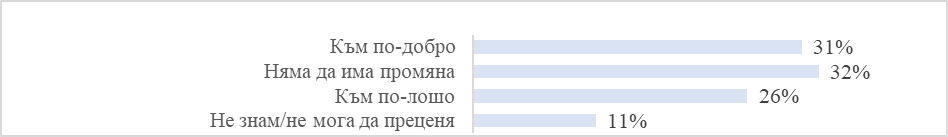 Към по-добро 31%
Няма да има промяна 32%
Към по-лошо 26%
Не знам/не мога да преценя 11%